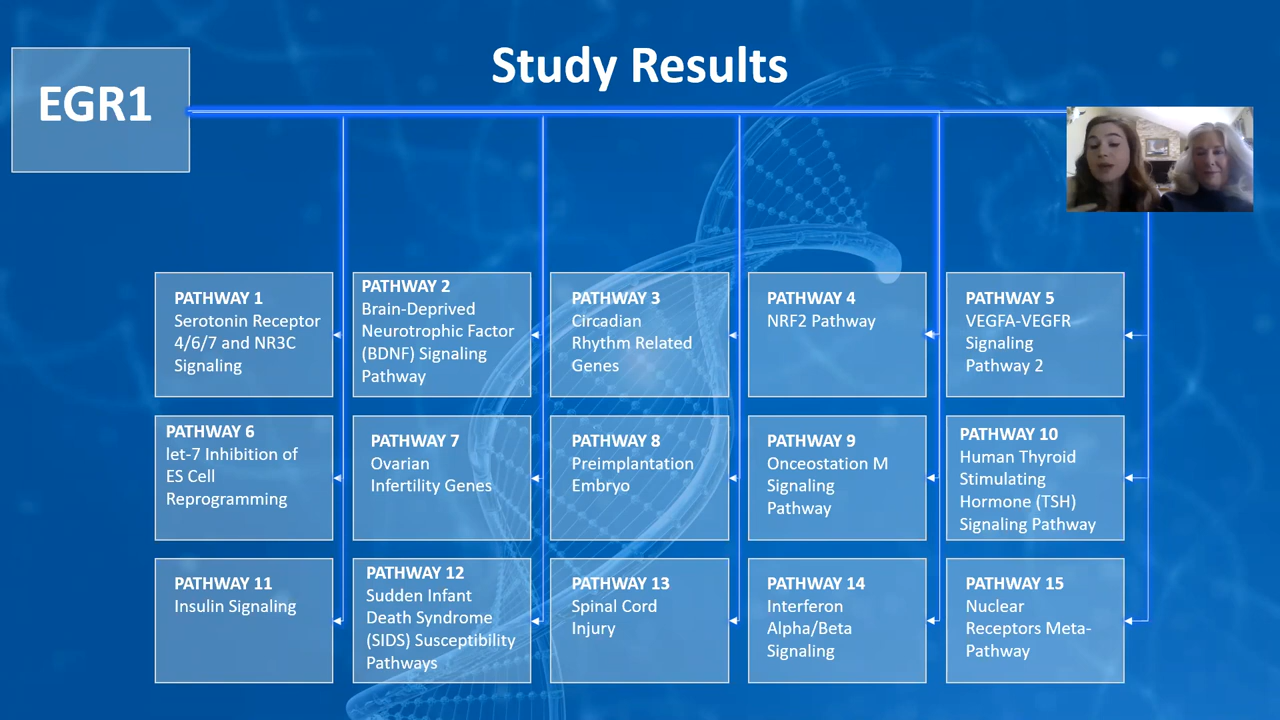 Study Results
EGR1
PATHWAY 1
Serotonin Receptor
4/6/7 and NR3C
Signaling
PATHWAY 2
Brain-Deprived
Neurotrophic Factor
(BDNF) Signaling
Pathway
PATHWAY 3
Circadian
Rhythm Related
Genes
PATHWAY 4
NRF2 Pathway
PATHWAY 5
VEGFA-VEGFR
Signaling
Pathway 2
PATHWAY 6
let-7 Inhibition of
ES Cell
Reprogramming
PATHWAY 7
Ovarian
Infertility Genes
PATHWAY 8
Preimplantation
Embryo
PATHWAY 9
Onceostation M
Signaling
Pathway
PATHWAY 10
Human Thyroid
Stimulating
Hormone (TSH)
Signaling Pathway
PATHWAY 11
Insulin Signaling
PATHWAY 12
Sudden Infant
Death Syndrome
(SIDS) Susceptibility
Pathways
PATHWAY 13
Spinal Cord
Injury
PATHWAY 14
Interferon
Alpha/Beta
Signaling
PATHWAY 15
Nuclear
Receptors Meta-
Pathway